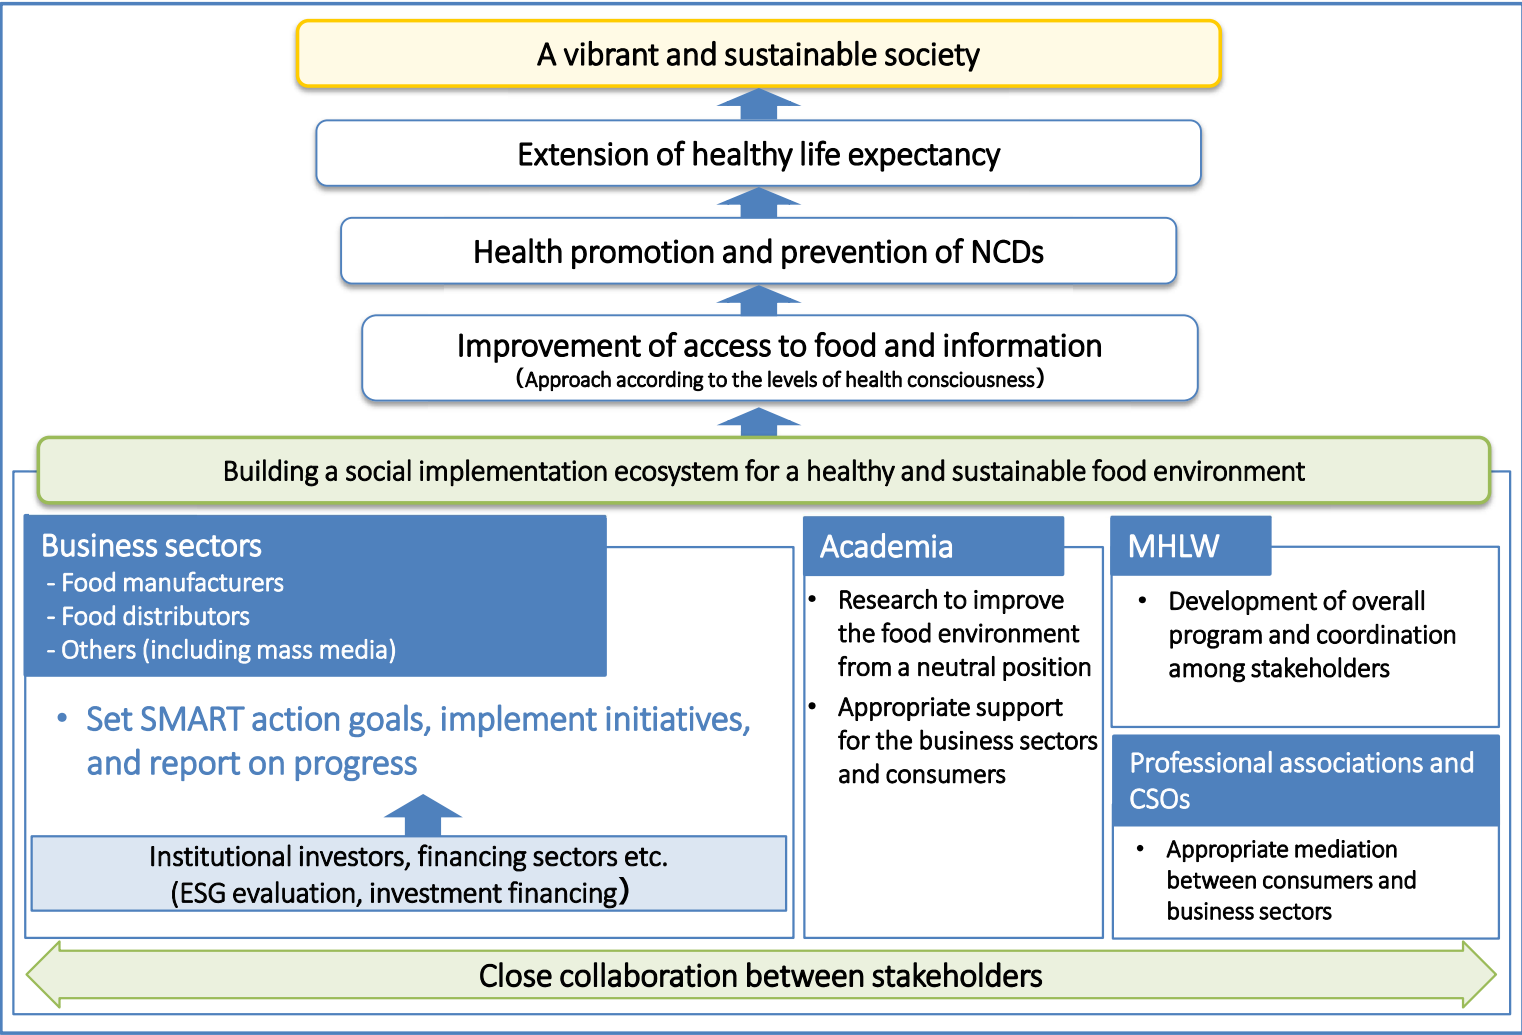 A vibrant and sustainable society
Extension of healthy life expectancy
Health promotion and prevention of NCDs
Improvement of access to food and information
(Approach according to the levels of health consciousness)
Building a social implementation ecosystem for a healthy and sustainable food environment
Business sectors
- Food manufacturers
- Food distributors
- Others (including mass media)
• Set SMART action goals, implement initiatives,
and report on progress
Institutional investors, financing sectors etc.
(ESG evaluation, investment financing)
Academia
• Research to improve
the food environment
from a neutral position
• Appropriate support
for the business sectors
and consumers
MHLW
• Development of overall
program and coordination
among stakeholders
Professional associations and
CSOs
• Appropriate mediation
between consumers and
business sectors
Close collaboration between stakeholders